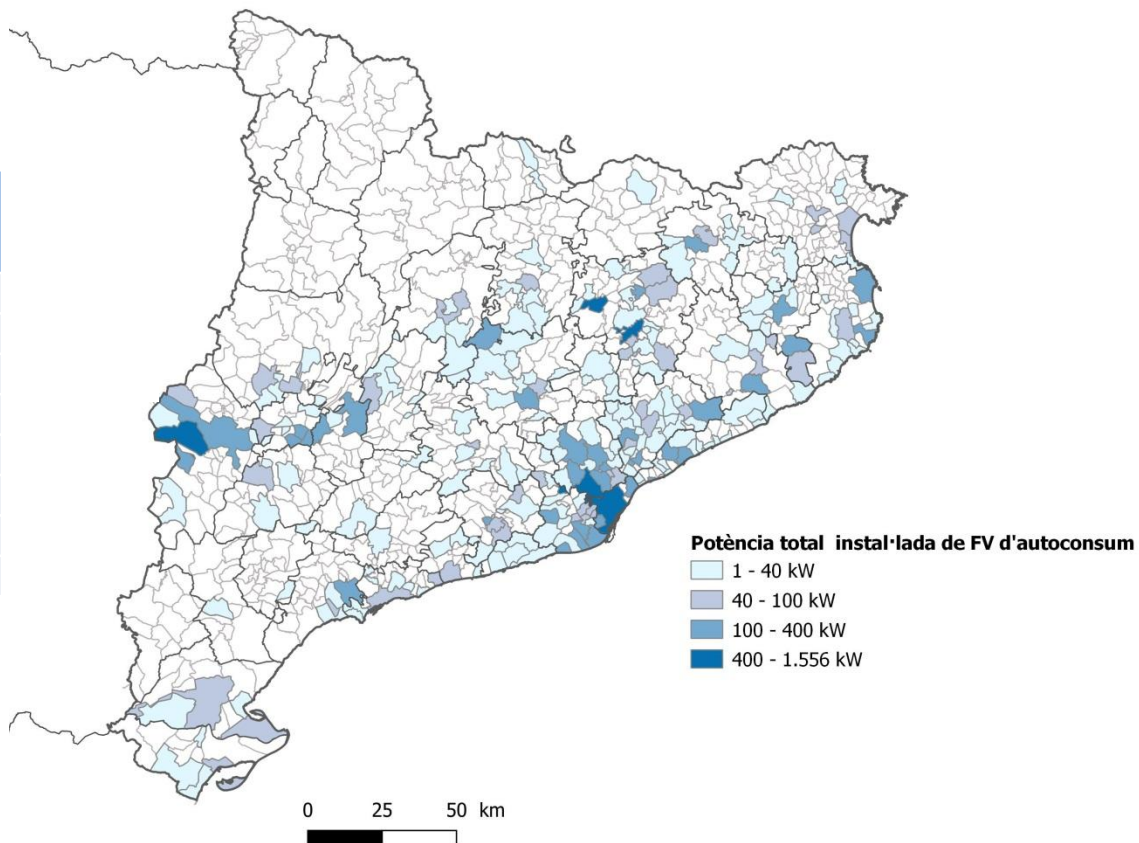 Potència total instal·lada de FV d'autoconsum
1 - 40 kW
40 - 100 kW
100 - 400 kW
400 - 1.556 kW
0 25 50 km